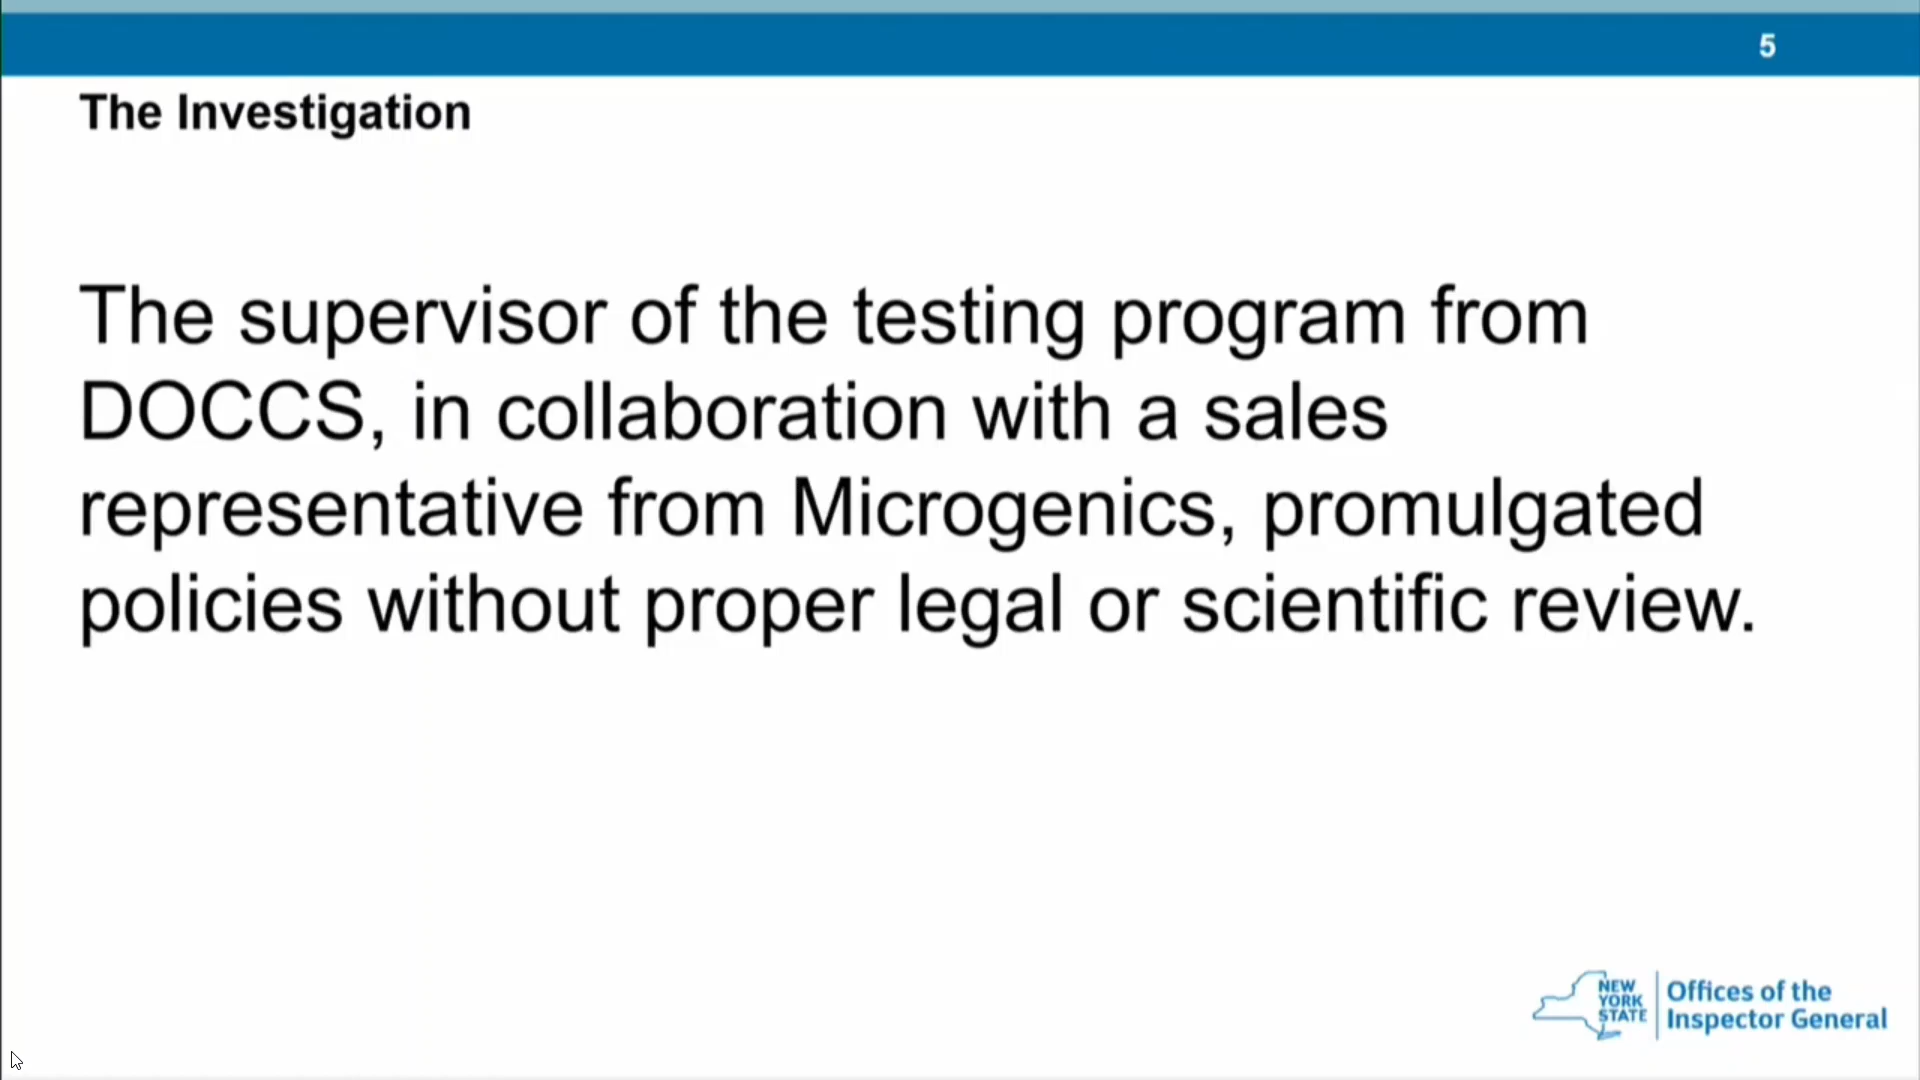 5
The Investigation
The supervisor of the testing program from
DOCCS, in collaboration with a sales
representative from Microgenics, promulgated
policies without proper legal or scientific review.
NEW
YORK
STATE
Offices of the
Inspector General